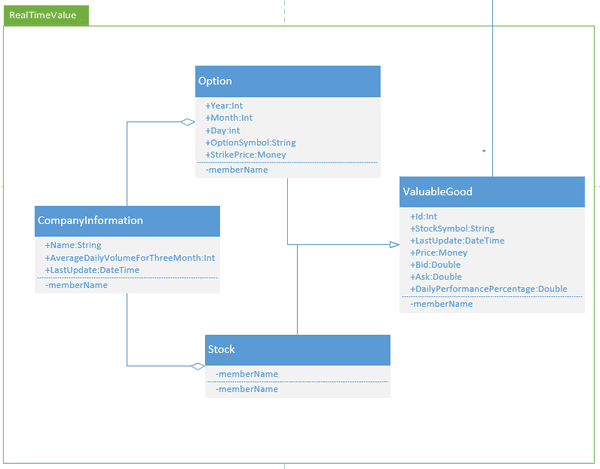 RealTimeValue
Option
+Year:Int
+Month:Int
+Day:Int
+OptionSymbol:String
+StrikePrice:Money
-memberName
*
ValuableGood
+Id:Int
+StockSymbol:String
+LastUpdate:DateTime
+Price:Money
+Bid:Double
+Ask:Double
+DailyPerformancePercentage:Double
-memberName
CompanyInformation
+Name:String
+AverageDailyVolumeForThreeMonth:Int
+LastUpdate:DateTime
-memberName
Stock
-memberName
-memberName